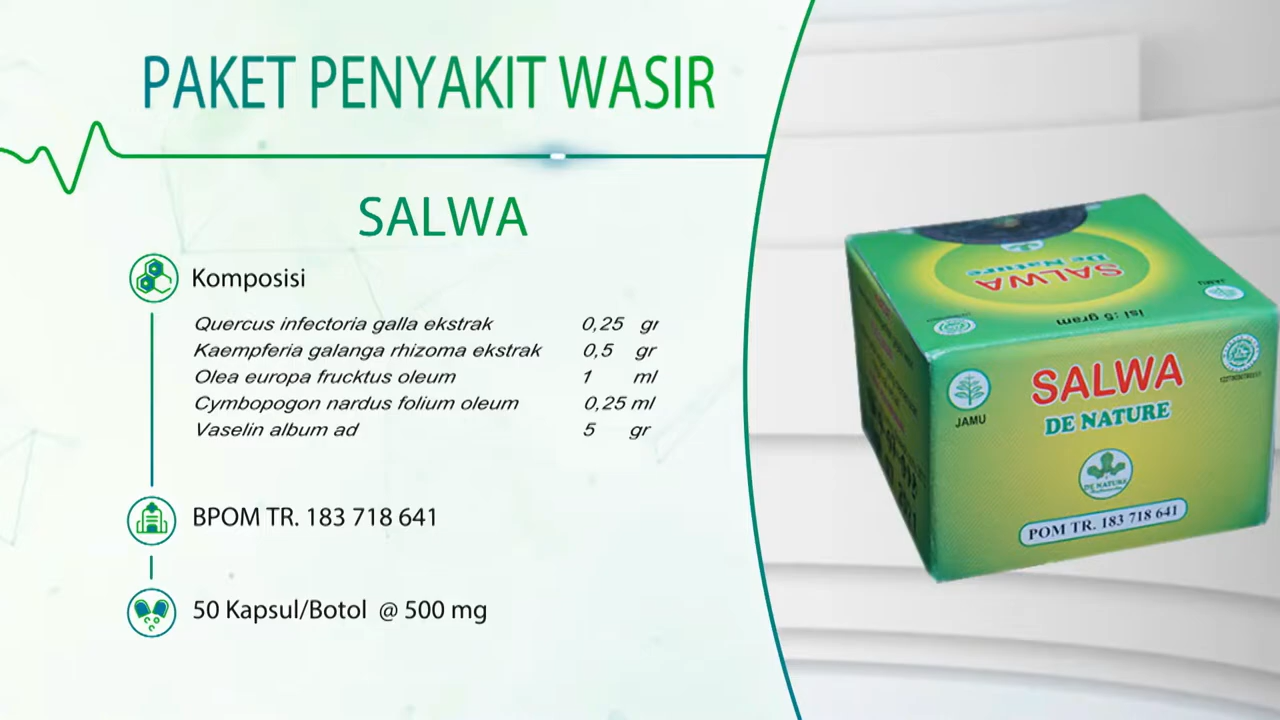 PAKET PENYAKIT WASIR
SALWA
Komposisi
Quercus infectoria galla ekstrak 0,25 gr
Kaempferia galanga rhizoma ekstrak 0,5 gr
Olea europa frucktus oleum 1 ml
Cymbopogon nardus folium oleum 0,25 ml
Vaselin album ad 5 gr
BPOM TR. 183 718 641
50 Kapsul/Botol @ 500 mg
SALWA
De Nature
JAMU
Isi : 5 gram
SALWA
DE NATURE
JAMU
DE NATURE
POM TR. 183 718 641